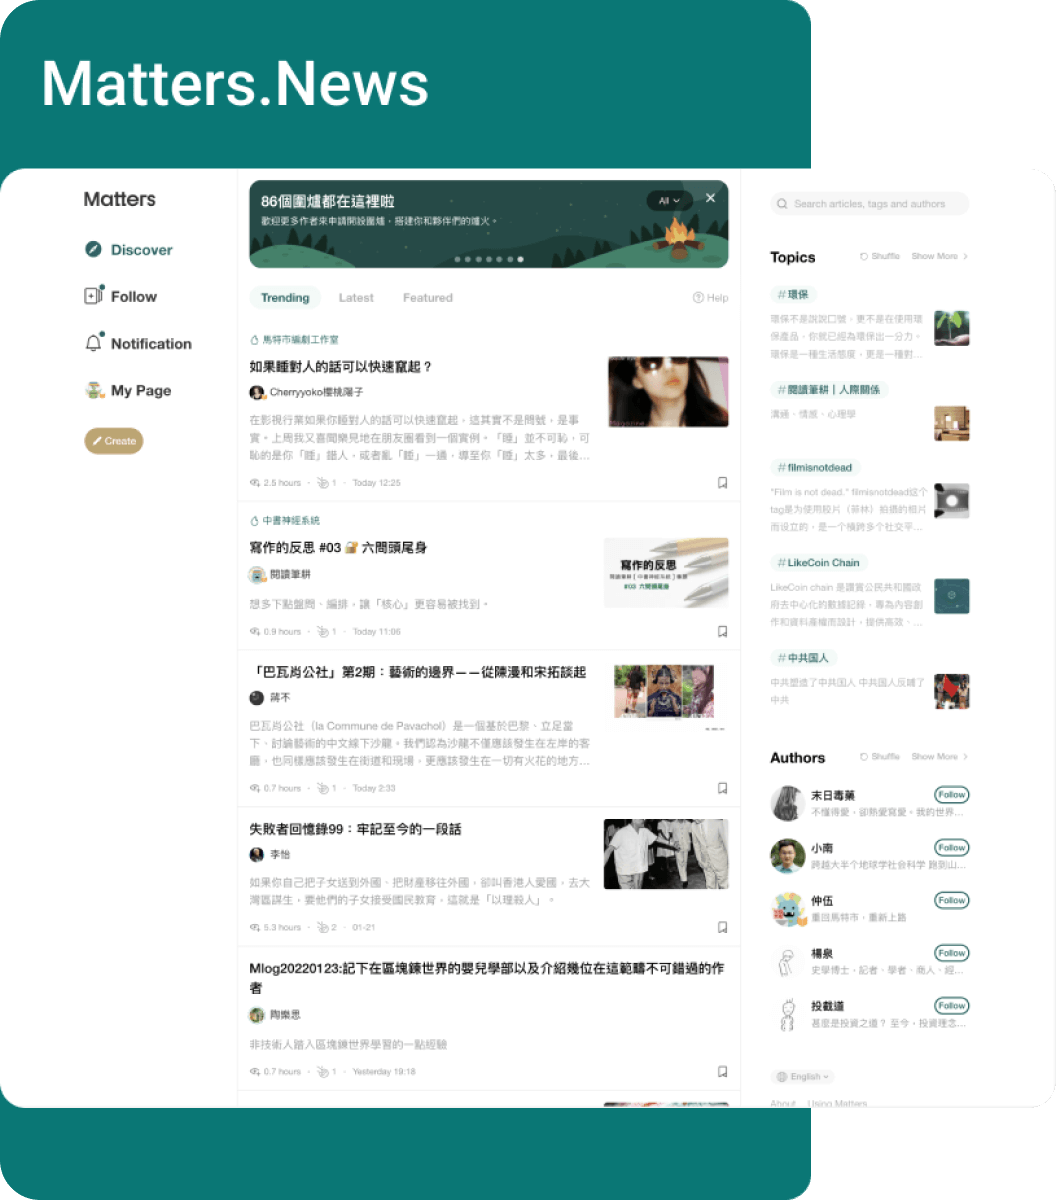 Matters.News
Matters
Discover
Follow
Notification
My Page
Create
86個圍爐都在這裡啦
歡迎更多作者來申請開設圍爐,搭建你和夥伴們的爐火。
All
Trending
Latest
Featured
Help
馬特市編劇工作室
如果睡對人的話可以快速竄起?
Cherryyoko櫻桃陽子
在影視行業如果你睡對人的話可以快速竄起,這其實不是問號,是事
實。上周我又喜聞樂見地在朋友圈看到一個實例。「睡」並不可恥,可
恥的是你「睡」錯人,或者亂「睡」一通,導至你「睡」太多,最後...
2.5 hours · 1 · Today 12:25
中書神經系統
寫作的反思 #03 🔐 六問頭尾身
閱讀筆耕
想多下點盤問、編排,讓「核心」更容易被找到。
0.9 hours · 1 · Today 11:06
寫作的反思
#03 六問頭尾身
「巴瓦肖公社」第2期:藝術的邊界——從陳漫和宋拓談起
蔣不
巴瓦肖公社(la Commune de Pavachol)是一個基於巴黎、立足當
下、討論藝術的中文線下沙龍。我們認為沙龍不僅應該發生在左岸的客
廳,也同樣應該發生在街道和現場,更應該發生在一切有火花的地方...
0.7 hours · 1 · Today 2:33
失敗者回憶錄99:牢記至今的一段話
李怡
如果你自己把子女送到外國、把財產移往外國,卻叫香港人愛國,去大
灣區謀生,要他們的子女接受國民教育,這就是「以理殺人」。
5.3 hours · 2 · 01-21
Mlog20220123:記下在區塊鍊世界的嬰兒學部以及介紹幾位在這範疇不可錯過的作
者
陶樂思
非技術人踏入區塊鍊世界學習的一點經驗
0.7 hours · 1 · Yesterday 19:18
Search articles, tags and authors
Topics
Shuffle
Show More
#環保
環保不是說說口號,更不是在使用環
保產品,你就已經為環保出一分力。
環保是一種生活態度,更是一種對...
#閱讀筆耕|人際關係
溝通、情感、心理學
#filmisnotdead
"Film is not dead." filmisnotdead这个
tag是为使用胶片(菲林)拍摄的相片
而设立的,是一个横跨多个社交平...
#LikeCoin Chain
LikeCoin chain 是讚賞公民共和國政
府去中心化的數據記錄,專為內容創
作和資料產權而設計,提供高效、...
#中共国人
中共塑造了中共国人 中共国人反哺了
中共
Authors
Shuffle
Show More
末日毒藥
Follow
不懂得愛,卻熱愛寫愛。我的世界...
小南
Follow
跨越大半个地球学社会科学 跑到山...
仲伍
Follow
重回馬特市,重新上路
楊泉
Follow
史學博士,記者、學者、商人、經...
投截道
Follow
甚麼是投資之道? 至今,投資理念...
English
About
Using Matters